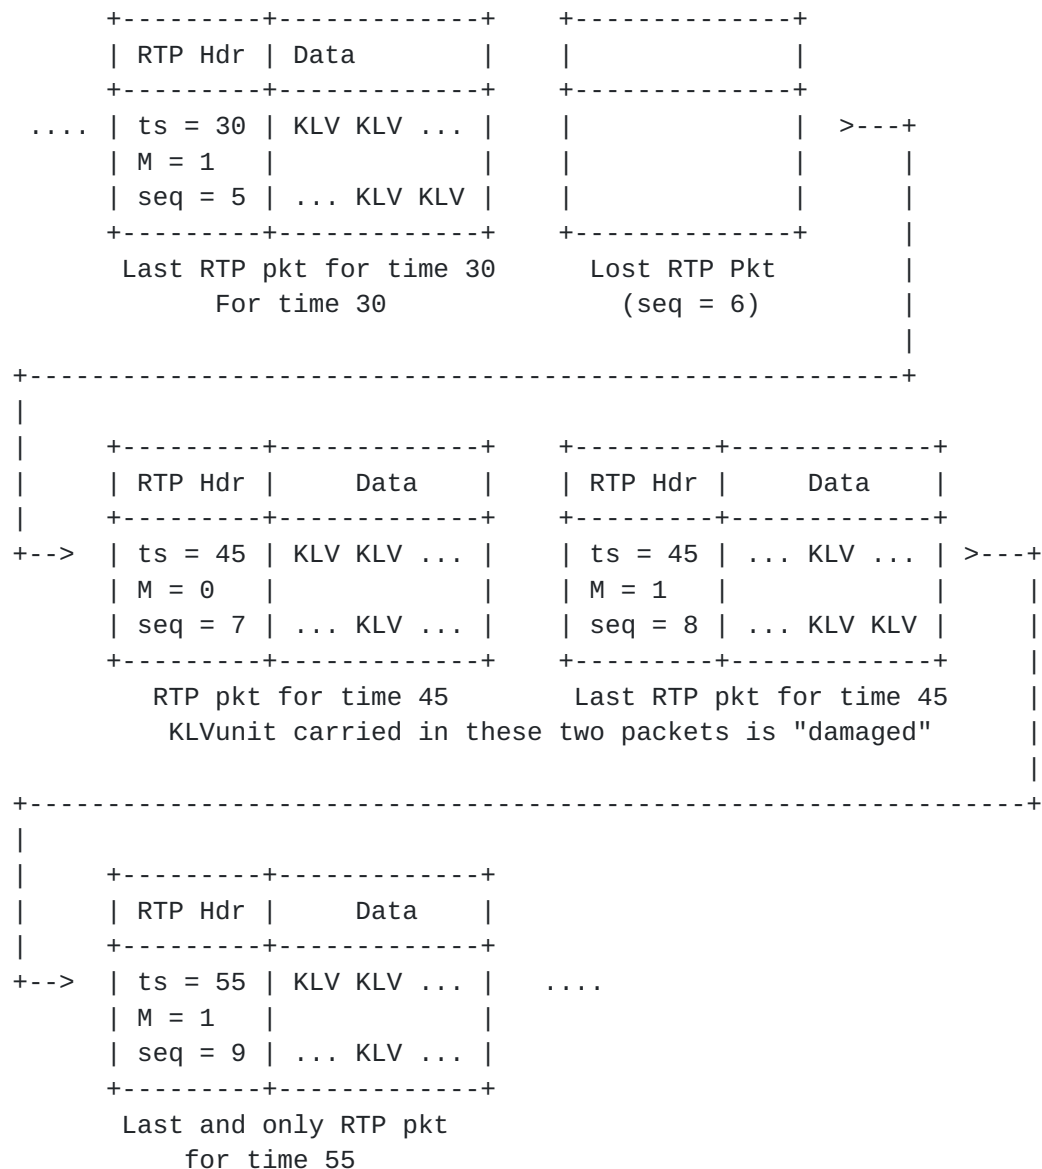 +---------+-------------+    +--------------+
| RTP Hdr | Data        |    |              |
+---------+-------------+    +--------------+
.... | ts = 30 | KLV KLV ... |    |              |  >---+
| M = 1   |             |    |              |      |
| seq = 5 | ... KLV KLV |    |              |      |
+---------+-------------+    +--------------+      |
Last RTP pkt for time 30      Lost RTP Pkt        |
For time 30               (seq = 6)         |
|
+--------------------------------------------------------+
|
|     +---------+-------------+    +---------+-------------+
|     | RTP Hdr |     Data    |    | RTP Hdr |     Data    |
|     +---------+-------------+    +---------+-------------+
+-->  | ts = 45 | KLV KLV ... |    | ts = 45 | ... KLV ... | >---+
| M = 0   |             |    | M = 1   |             |     |
| seq = 7 | ... KLV ... |    | seq = 8 | ... KLV KLV |     |
+---------+-------------+    +---------+-------------+     |
RTP pkt for time 45        Last RTP pkt for time 45     |
KLVunit carried in these two packets is "damaged"      |
|
+----------------------------------------------------------------+
|
|     +---------+-------------+
|     | RTP Hdr |     Data    |
|     +---------+-------------+
+-->  | ts = 55 | KLV KLV ... |   ....
| M = 1   |             |
| seq = 9 | ... KLV ... |
+---------+-------------+
Last and only RTP pkt
for time 55